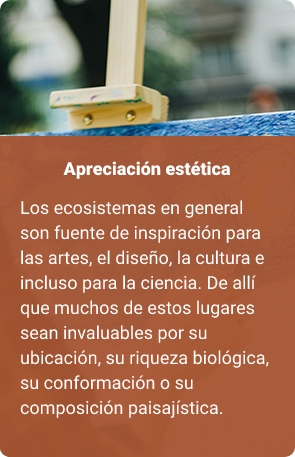 Apreciación estética
Los ecosistemas en general
son fuente de inspiración para
las artes, el diseño, la cultura e
incluso para la ciencia. De allí
que muchos de estos lugares
sean invaluables por su
ubicación, su riqueza biológica,
su conformación o su
composición paisajística.